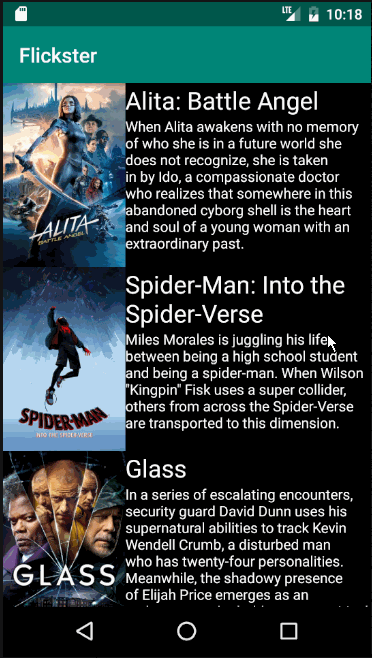 LTE 10:18
Flickster
Alita: Battle Angel
When Alita awakens with no memory
of who she is in a future world she
does not recognize, she is taken
in by Ido, a compassionate doctor
who realizes that somewhere in this
abandoned cyborg shell is the heart
and soul of a young woman with an
extraordinary past.
ALITA
BATTLE ANGEL
Spider-Man: Into the
Spider-Verse
Miles Morales is juggling his life
between being a high school student
and being a spider-man. When Wilson
"Kingpin" Fisk uses a super collider,
others from across the Spider-Verse
are transported to this dimension.
SPIDER-MAN
INTO THE SPIDER-VERSE
Glass
In a series of escalating encounters,
security guard David Dunn uses his
supernatural abilities to track Kevin
Wendell Crumb, a disturbed man
who has twenty-four personalities.
Meanwhile, the shadowy presence
of Elijah Price emerges as an
GLASS